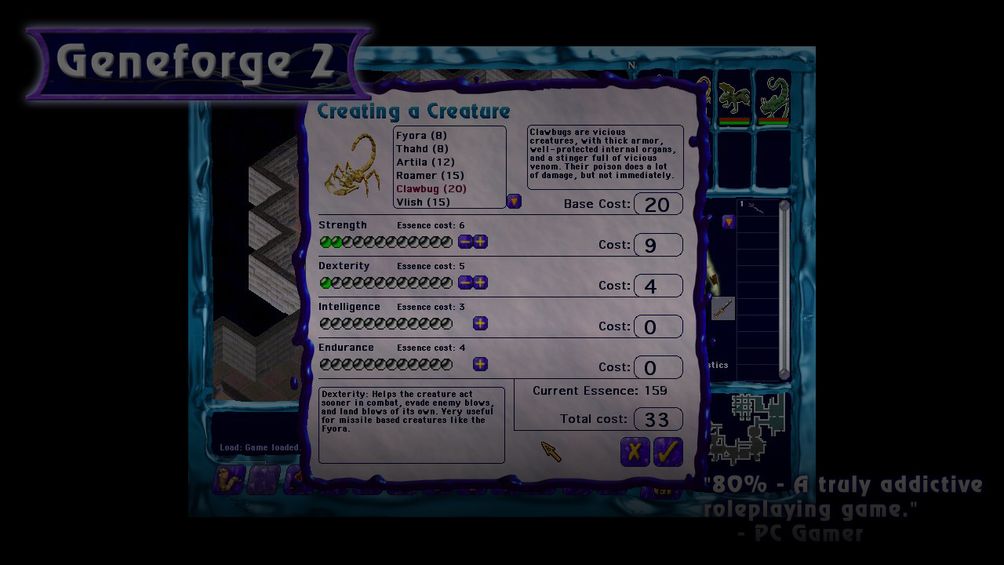 Geneforge 2
N
Creating a Creature
Fyora (8)
Thahd (8)
Artila (12)
Roamer (15)
Clawbug (20)
Vlish (15)
Clawbugs are vicious
creatures, with thick armor,
well-protected internal organs,
and a stinger full of vicious
venom. Their poison does a lot
of damage, but not immediately.
Base Cost: 20
Strength Essence cost: 6
Cost: 9
Dexterity Essence cost: 5
Cost: 4
Intelligence Essence cost: 3
Cost: 0
Endurance Essence cost: 4
Cost: 0
Dexterity: Helps the creature act
sooner in combat, evade enemy blows,
and land blows of its own. Very useful
for missile based creatures like the
Fyora.
Current Essence: 159
Total cost: 33
1
stics
Load: Game loaded.
"80% - A truly addictive
roleplaying game."
- PC Gamer